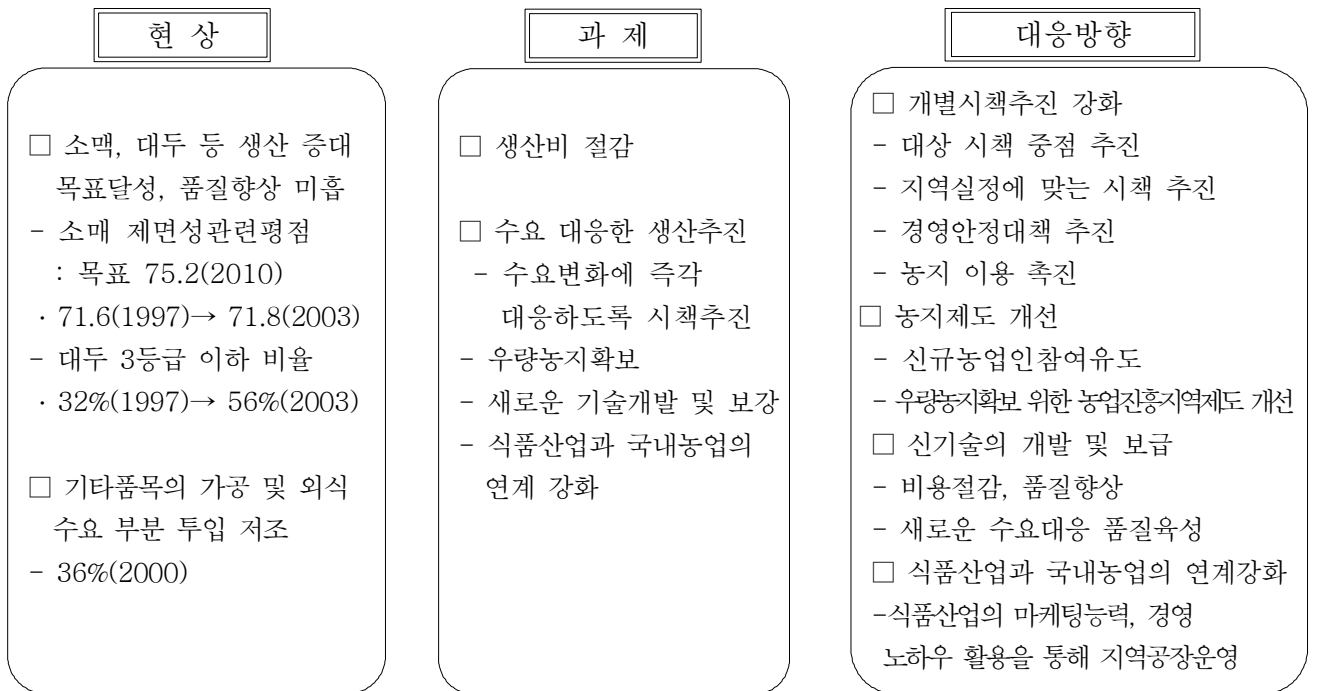 현 상
□ 소맥, 대두 등 생산 증대
목표달성, 품질향상 미흡
- 소매 제면성관련평점
: 목표 75.2(2010)
· 71.6(1997)→ 71.8(2003)
- 대두 3등급 이하 비율
· 32%(1997)→ 56%(2003)
□ 기타품목의 가공 및 외식
수요 부분 투입 저조
- 36%(2000)
과 제
□ 생산비 절감
□ 수요 대응한 생산추진
- 수요변화에 즉각
대응하도록 시책추진
- 우량농지확보
- 새로운 기술개발 및 보강
- 식품산업과 국내농업의
연계 강화
대응방향
□ 개별시책추진 강화
- 대상 시책 중점 추진
- 지역실정에 맞는 시책 추진
- 경영안정대책 추진
- 농지 이용 촉진
□ 농지제도 개선
- 신규농업인참여유도
- 우량농지확보 위한 농업진흥지역제도 개선
□ 신기술의 개발 및 보급
- 비용절감, 품질향상
- 새로운 수요대응 품질육성
□ 식품산업과 국내농업의 연계강화
-식품산업의 마케팅능력, 경영
노하우 활용을 통해 지역공장운영